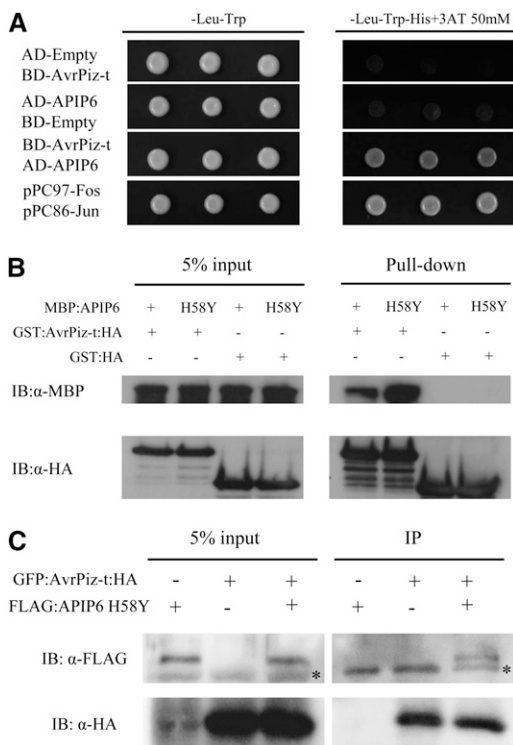 A
-Leu-Trp
-Leu-Trp-His+3AT 50mM
AD-Empty
BD-AvrPiz-t
AD-APIP6
BD-Empty
BD-AvrPiz-t
AD-APIP6
pPC97-Fos
pPC86-Jun
B
5% input
Pull-down
MBP:APIP6 + H58Y + H58Y + H58Y + H58Y
GST:AvrPiz-t:HA + + - - + + - -
GST:HA - - + + - - + +
IB:α-MBP
IB:α-HA
C
5% input
IP
GFP:AvrPiz-t:HA - + + - + +
FLAG:APIP6 H58Y + - + + - +
IB: α-FLAG
* *
IB: α-HA